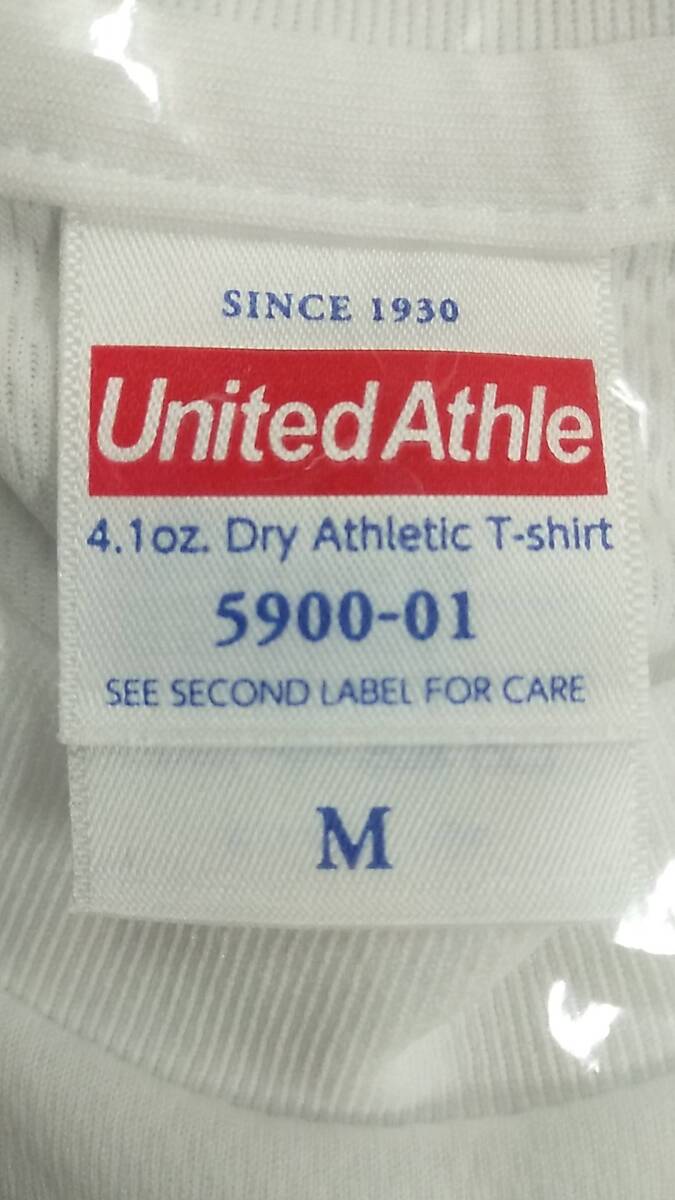 SINCE 1930
United Athle
4.1oz. Dry Athletic T-shirt
5900-01
SEE SECOND LABEL FOR CARE
M